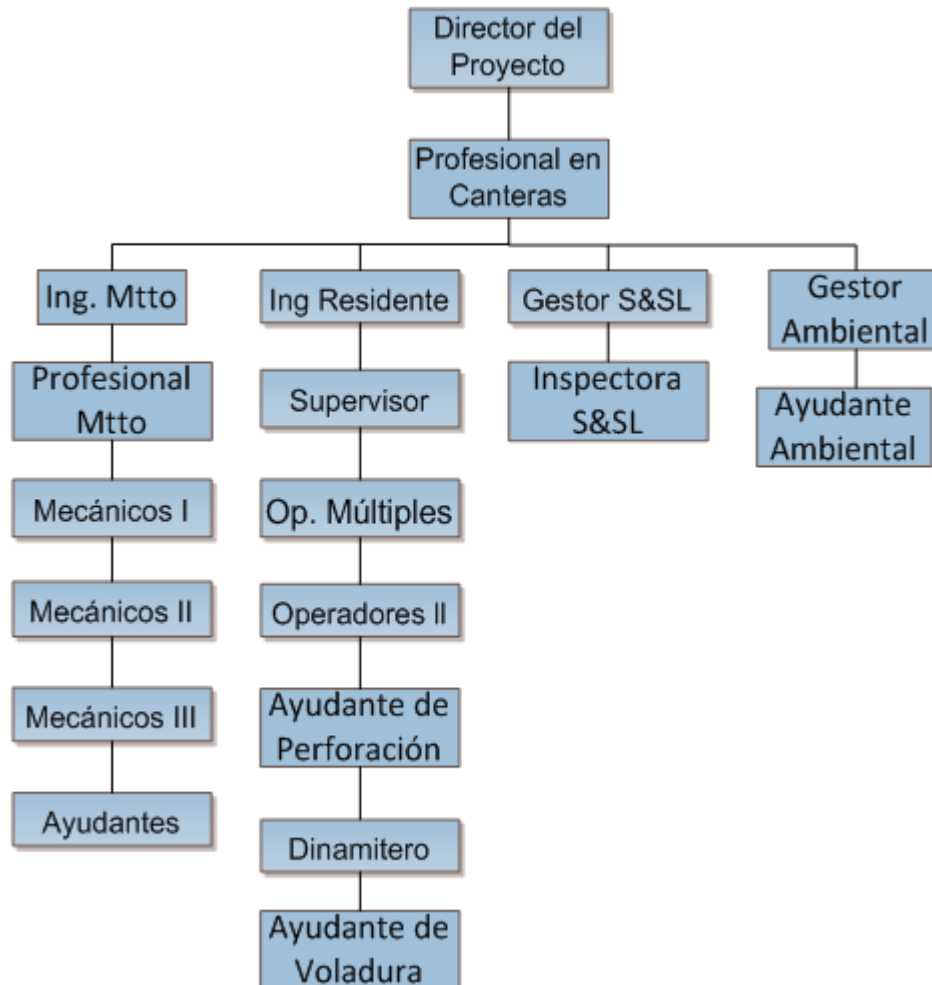 Director del
Proyecto
Profesional en
Canteras
Ing. Mtto
Profesional
Mtto
Mecánicos I
Mecánicos II
Mecánicos III
Ayudantes
Ing Residente
Supervisor
Op. Múltiples
Operadores II
Ayudante de
Perforación
Dinamitero
Ayudante de
Voladura
Gestor S&SL
Inspectora
S&SL
Gestor
Ambiental
Ayudante
Ambiental